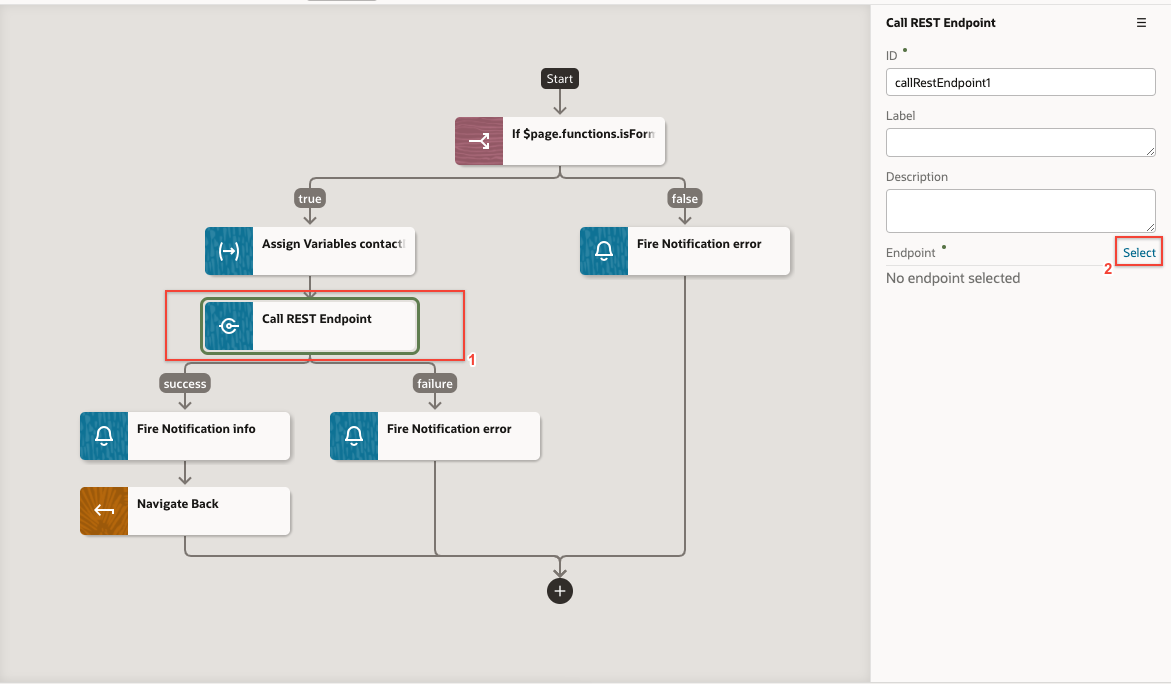 Start
If $page.functions.isForm
true
false
Assign Variables contact
Fire Notification error
Call REST Endpoint
1
success
failure
Fire Notification info
Fire Notification error
Navigate Back
Call REST Endpoint
ID
callRestEndpoint1
Label
Description
Endpoint
Select
2
No endpoint selected